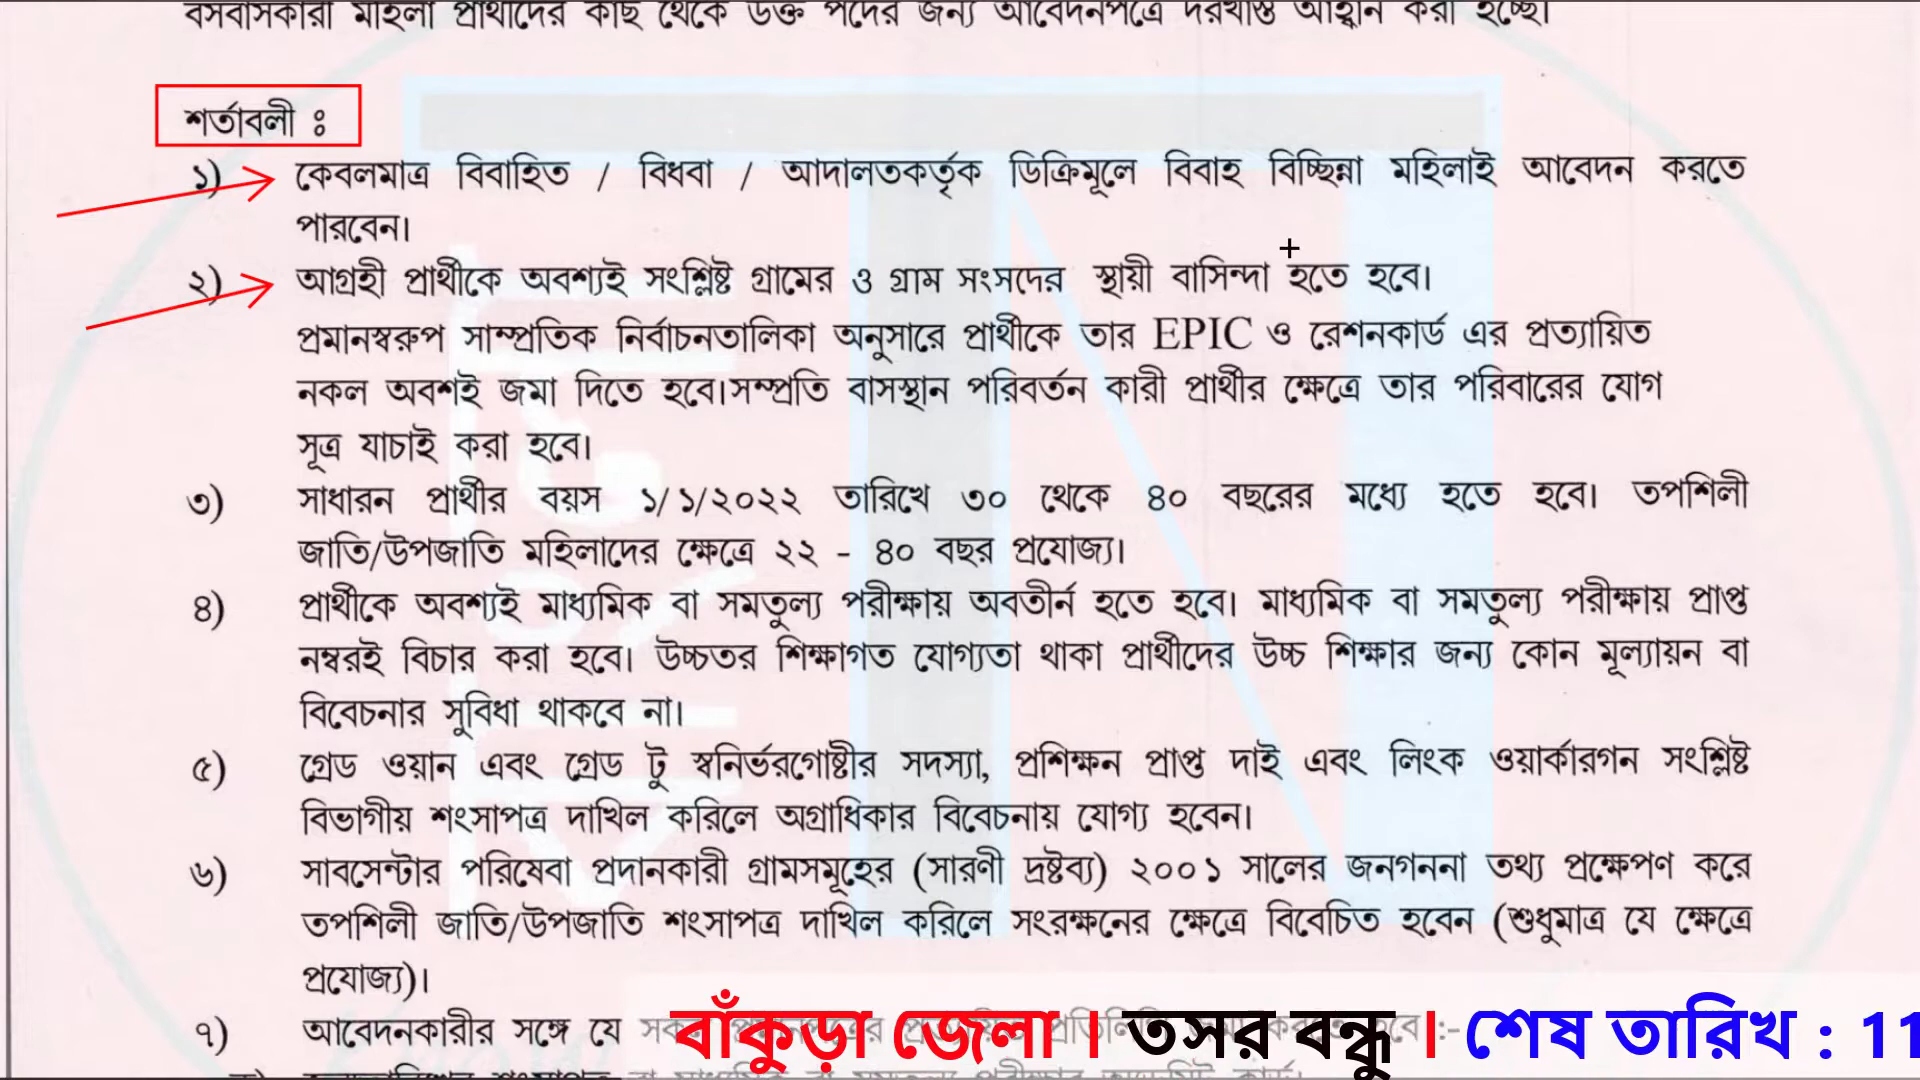 বসবাসকারী মহিলা প্রার্থীদের কাছ থেকে উক্ত পদের জন্য আবেদনপত্রে দরখাস্ত আহ্বান করা হচ্ছে।
শর্তাবলী ঃ
১) কেবলমাত্র বিবাহিত / বিধবা / আদালতকর্তৃক ডিক্রিমূলে বিবাহ বিচ্ছিন্না মহিলাই আবেদন করতে
পারবেন।
২) আগ্রহী প্রার্থীকে অবশ্যই সংশ্লিষ্ট গ্রামের ও গ্রাম সংসদের স্থায়ী বাসিন্দা হতে হবে।
প্রমানস্বরুপ সাম্প্রতিক নির্বাচনতালিকা অনুসারে প্রার্থীকে তার EPIC ও রেশনকার্ড এর প্রত্যায়িত
নকল অবশই জমা দিতে হবে।সম্প্রতি বাসস্থান পরিবর্তন কারী প্রার্থীর ক্ষেত্রে তার পরিবারের যোগ
সূত্র যাচাই করা হবে।
৩) সাধারন প্রার্থীর বয়স ১/১/২০২২ তারিখে ৩০ থেকে ৪০ বছরের মধ্যে হতে হবে। তপশিলী
জাতি/উপজাতি মহিলাদের ক্ষেত্রে ২২ - ৪০ বছর প্রযোজ্য।
৪) প্রার্থীকে অবশ্যই মাধ্যমিক বা সমতুল্য পরীক্ষায় অবতীর্ন হতে হবে। মাধ্যমিক বা সমতুল্য পরীক্ষায় প্রাপ্ত
নম্বরই বিচার করা হবে। উচ্চতর শিক্ষাগত যোগ্যতা থাকা প্রার্থীদের উচ্চ শিক্ষার জন্য কোন মূল্যায়ন বা
বিবেচনার সুবিধা থাকবে না।
৫) গ্রেড ওয়ান এবং গ্রেড টু স্বনির্ভরগোষ্টীর সদস্যা, প্রশিক্ষন প্রাপ্ত দাই এবং লিংক ওয়ার্কারগন সংশ্লিষ্ট
বিভাগীয় শংসাপত্র দাখিল করিলে অগ্রাধিকার বিবেচনায় যোগ্য হবেন।
৬) সাবসেন্টার পরিষেবা প্রদানকারী গ্রামসমূহের (সারণী দ্রষ্টব্য) ২০০১ সালের জনগননা তথ্য প্রক্ষেপণ করে
তপশিলী জাতি/উপজাতি শংসাপত্র দাখিল করিলে সংরক্ষনের ক্ষেত্রে বিবেচিত হবেন (শুধুমাত্র যে ক্ষেত্রে
প্রযোজ্য)।
৭) আবেদনকারীর সঙ্গে যে
বাঁকুড়া জেলা । তসর বন্ধু । শেষ তারিখ : 11